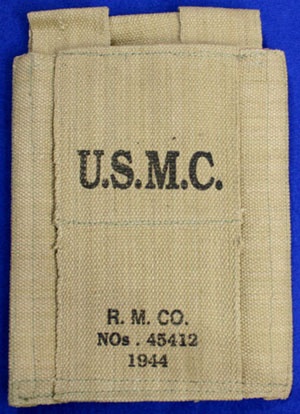 U.S.M.C.
R. M. CO.
NOs . 45412
1944